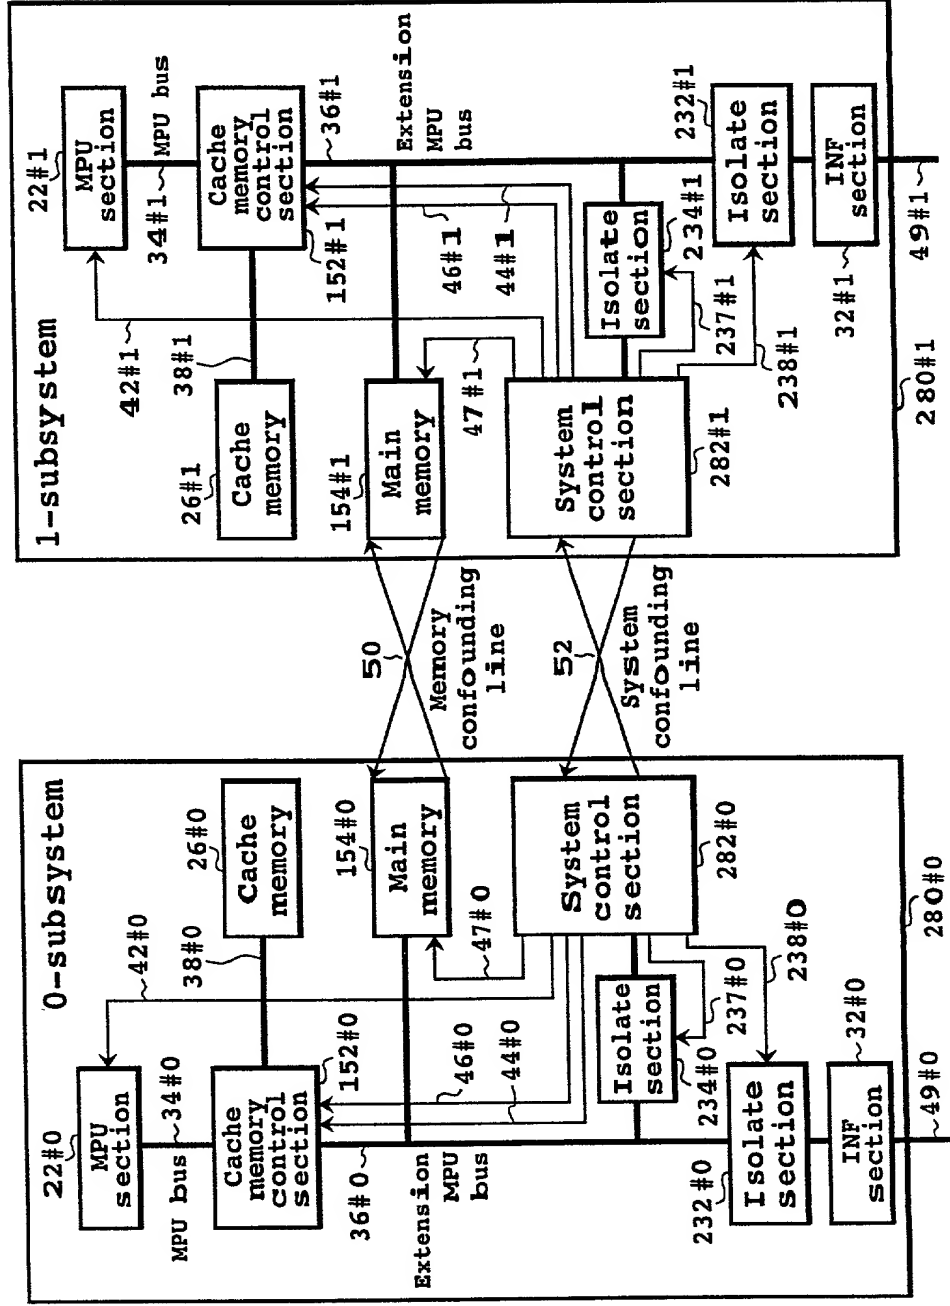 0-subsystem
22#0
MPU
section
MPU bus
34#0
42#0
38#0
26#0
Cache
memory
Cache
memory
control
section
152#0
36#0
Extension
MPU
bus
46#0
44#0
154#0
Main
memory
47#0
System
control
section
282#0
Isolate
section
234#0
237#0
238#0
232#0
Isolate
section
INF
section
32#0
49#0
280#0
50
Memory
confounding
line
52
System
confounding
line
1-subsystem
22#1
MPU
section
MPU bus
34#1
42#1
38#1
26#1
Cache
memory
Cache
memory
control
section
152#1
36#1
Extension
MPU
bus
46#1
44#1
154#1
Main
memory
47#1
System
control
section
282#1
Isolate
section
234#1
237#1
238#1
232#1
Isolate
section
INF
section
32#1
49#1
280#1